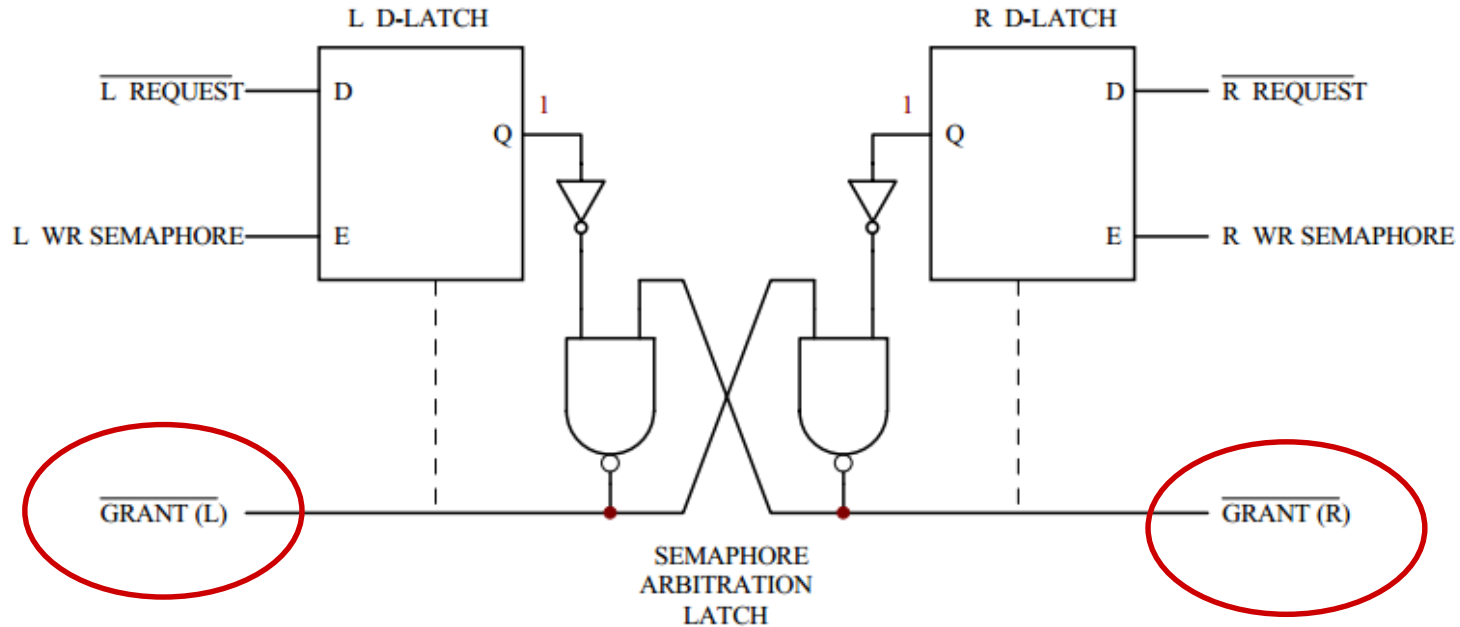 L D-LATCH
R D-LATCH
L REQUEST
D
D
R REQUEST
1
1
Q
Q
L WR SEMAPHORE
E
E
R WR SEMAPHORE
GRANT (L)
GRANT (R)
SEMAPHORE
ARBITRATION
LATCH